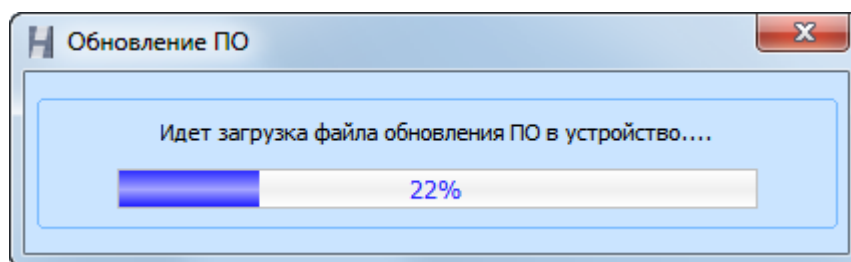 Обновление ПО
Идет загрузка файла обновления ПО в устройство....
22%